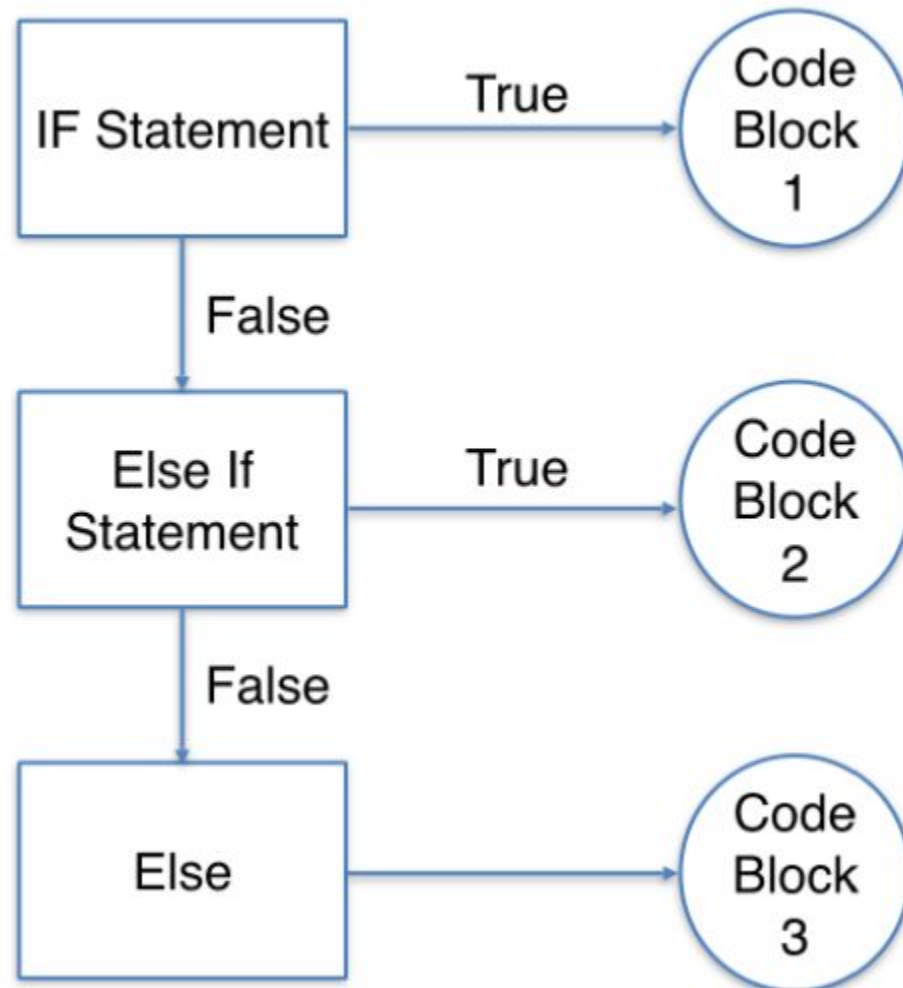 IF Statement
True
Code
Block
1
False
Else If
Statement
True
Code
Block
2
False
Else
Code
Block
3